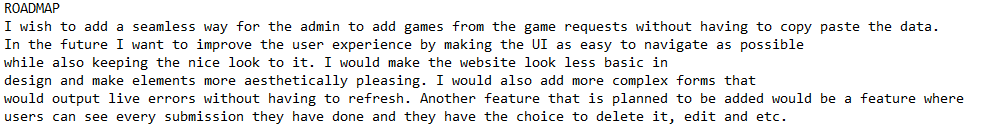 ROADMAP
I wish to add a seamless way for the admin to add games from the game requests without having to copy paste the data.
In the future I want to improve the user experience by making the UI as easy to navigate as possible
while also keeping the nice look to it. I would make the website look less basic in
design and make elements more aesthetically pleasing. I would also add more complex forms that
would output live errors without having to refresh. Another feature that is planned to be added would be a feature where
users can see every submission they have done and they have the choice to delete it, edit and etc.